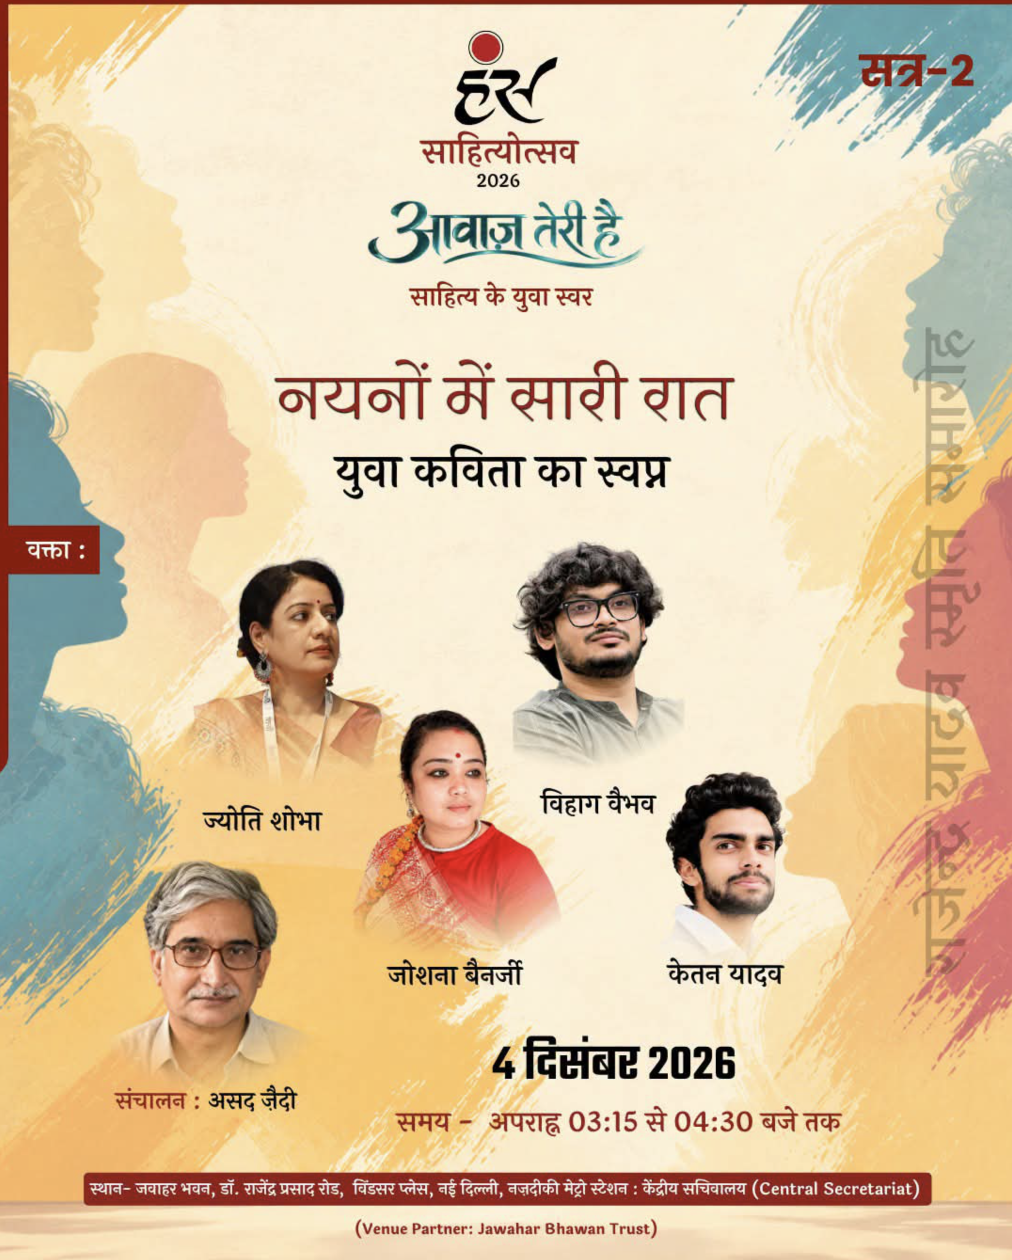 सत्र-2
हंस
साहित्योत्सव
2026
आवाज़ तेरी है
साहित्य के युवा स्वर
नयनों में सारी रात
युवा कविता का स्वप्न
वक्ता :
राजेन्द्र यादव स्मृति समारोह
ज्योति शोभा
विहाग वैभव
जोशना बैनर्जी
केतन यादव
संचालन : असद ज़ैदी
4 दिसंबर 2026
समय - अपराह्न 03:15 से 04:30 बजे तक
स्थान- जवाहर भवन, डॉ. राजेंद्र प्रसाद रोड, विंडसर प्लेस, नई दिल्ली, नज़दीकी मेट्रो स्टेशन : केंद्रीय सचिवालय (Central Secretariat)
(Venue Partner: Jawahar Bhawan Trust)